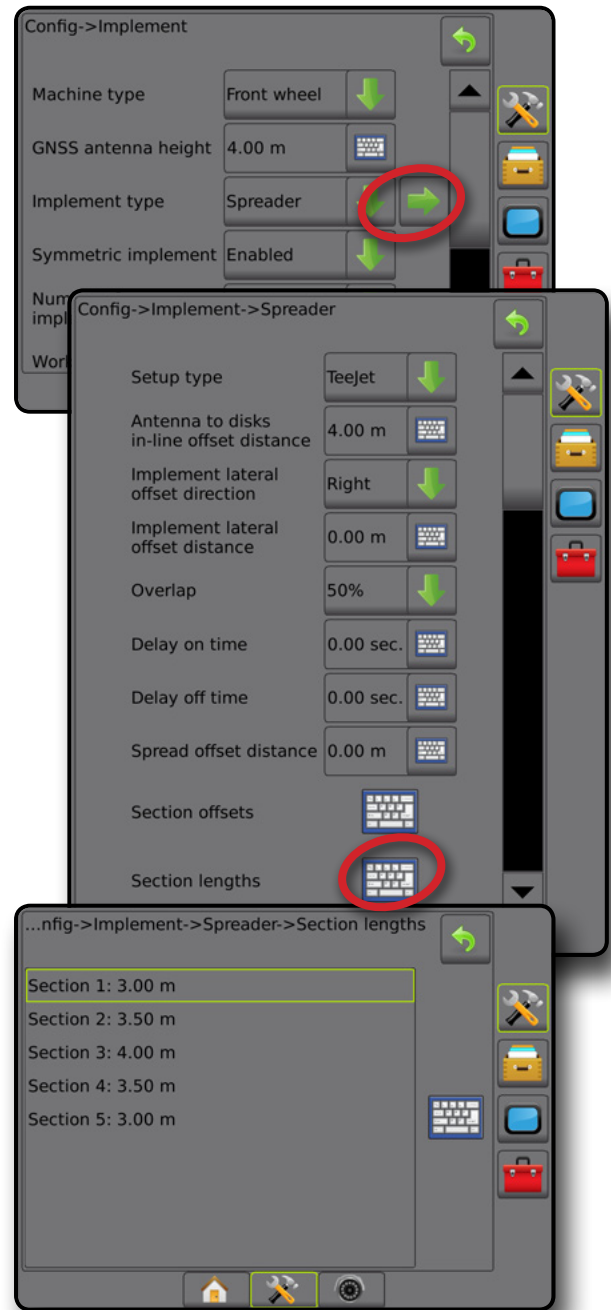 Config->Implement
Machine type Front wheel
GNSS antenna height 4.00 m
Implement type Spreader
Symmetric implement Enabled
Config->Implement->Spreader
Setup type TeeJet
Antenna to disks
in-line offset distance 4.00 m
Implement lateral
offset direction Right
Implement lateral
offset distance 0.00 m
Overlap 50%
Delay on time 0.00 sec.
Delay off time 0.00 sec.
Spread offset distance 0.00 m
Section offsets
Section lengths
...nfig->Implement->Spreader->Section lengths
Section 1: 3.00 m
Section 2: 3.50 m
Section 3: 4.00 m
Section 4: 3.50 m
Section 5: 3.00 m